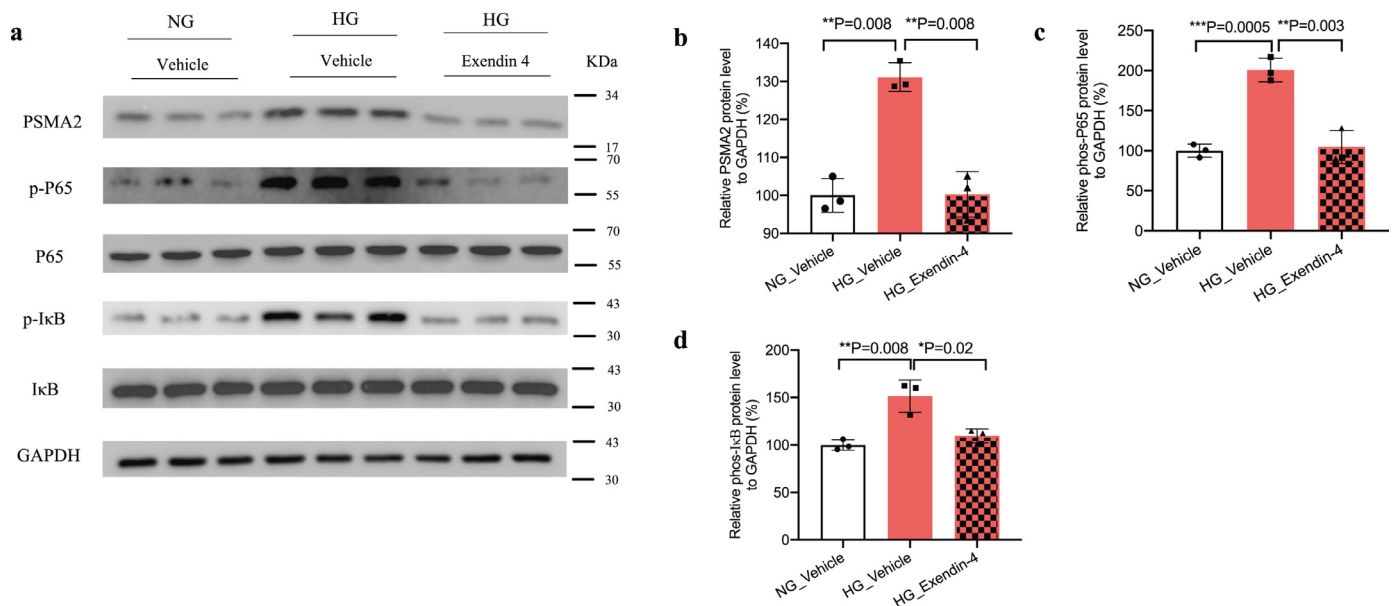 a
NG
HG
HG
Vehicle
Vehicle
Exendin 4
KDa
PSMA2
34
17
p-P65
70
55
P65
70
55
p-IκB
43
30
IκB
43
30
GAPDH
43
30
b
**P=0.008
**P=0.008
Relative PSMA2 protein level
to GAPDH (%)
140
130
120
110
100
90
NG_Vehicle
HG_Vehicle
HG_Exendin-4
c
***P=0.0005
**P=0.003
Relative phos-P65 protein level
to GAPDH (%)
250
200
150
100
50
0
NG_Vehicle
HG_Vehicle
HG_Exendin-4
d
**P=0.008
*P=0.02
Relative phos-IκB protein level
to GAPDH (%)
200
150
100
50
0
NG_Vehicle
HG_Vehicle
HG_Exendin-4